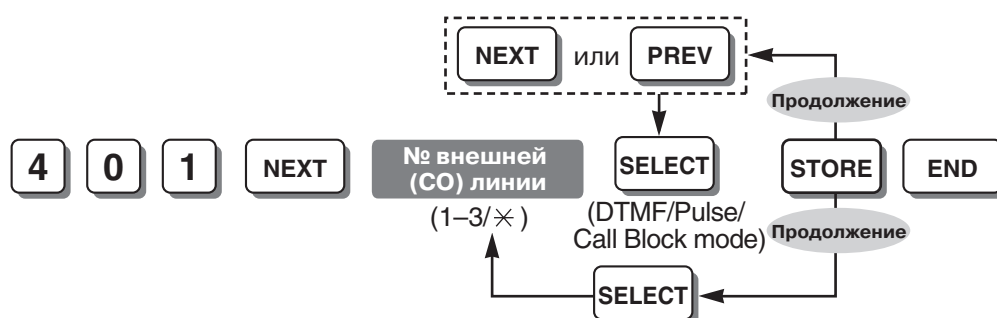 NEXT или PREV
Продолжение
4 0 1 NEXT № внешней (CO) линии SELECT STORE END
(1–3/✳)
(DTMF/Pulse/
Call Block mode)
Продолжение
SELECT